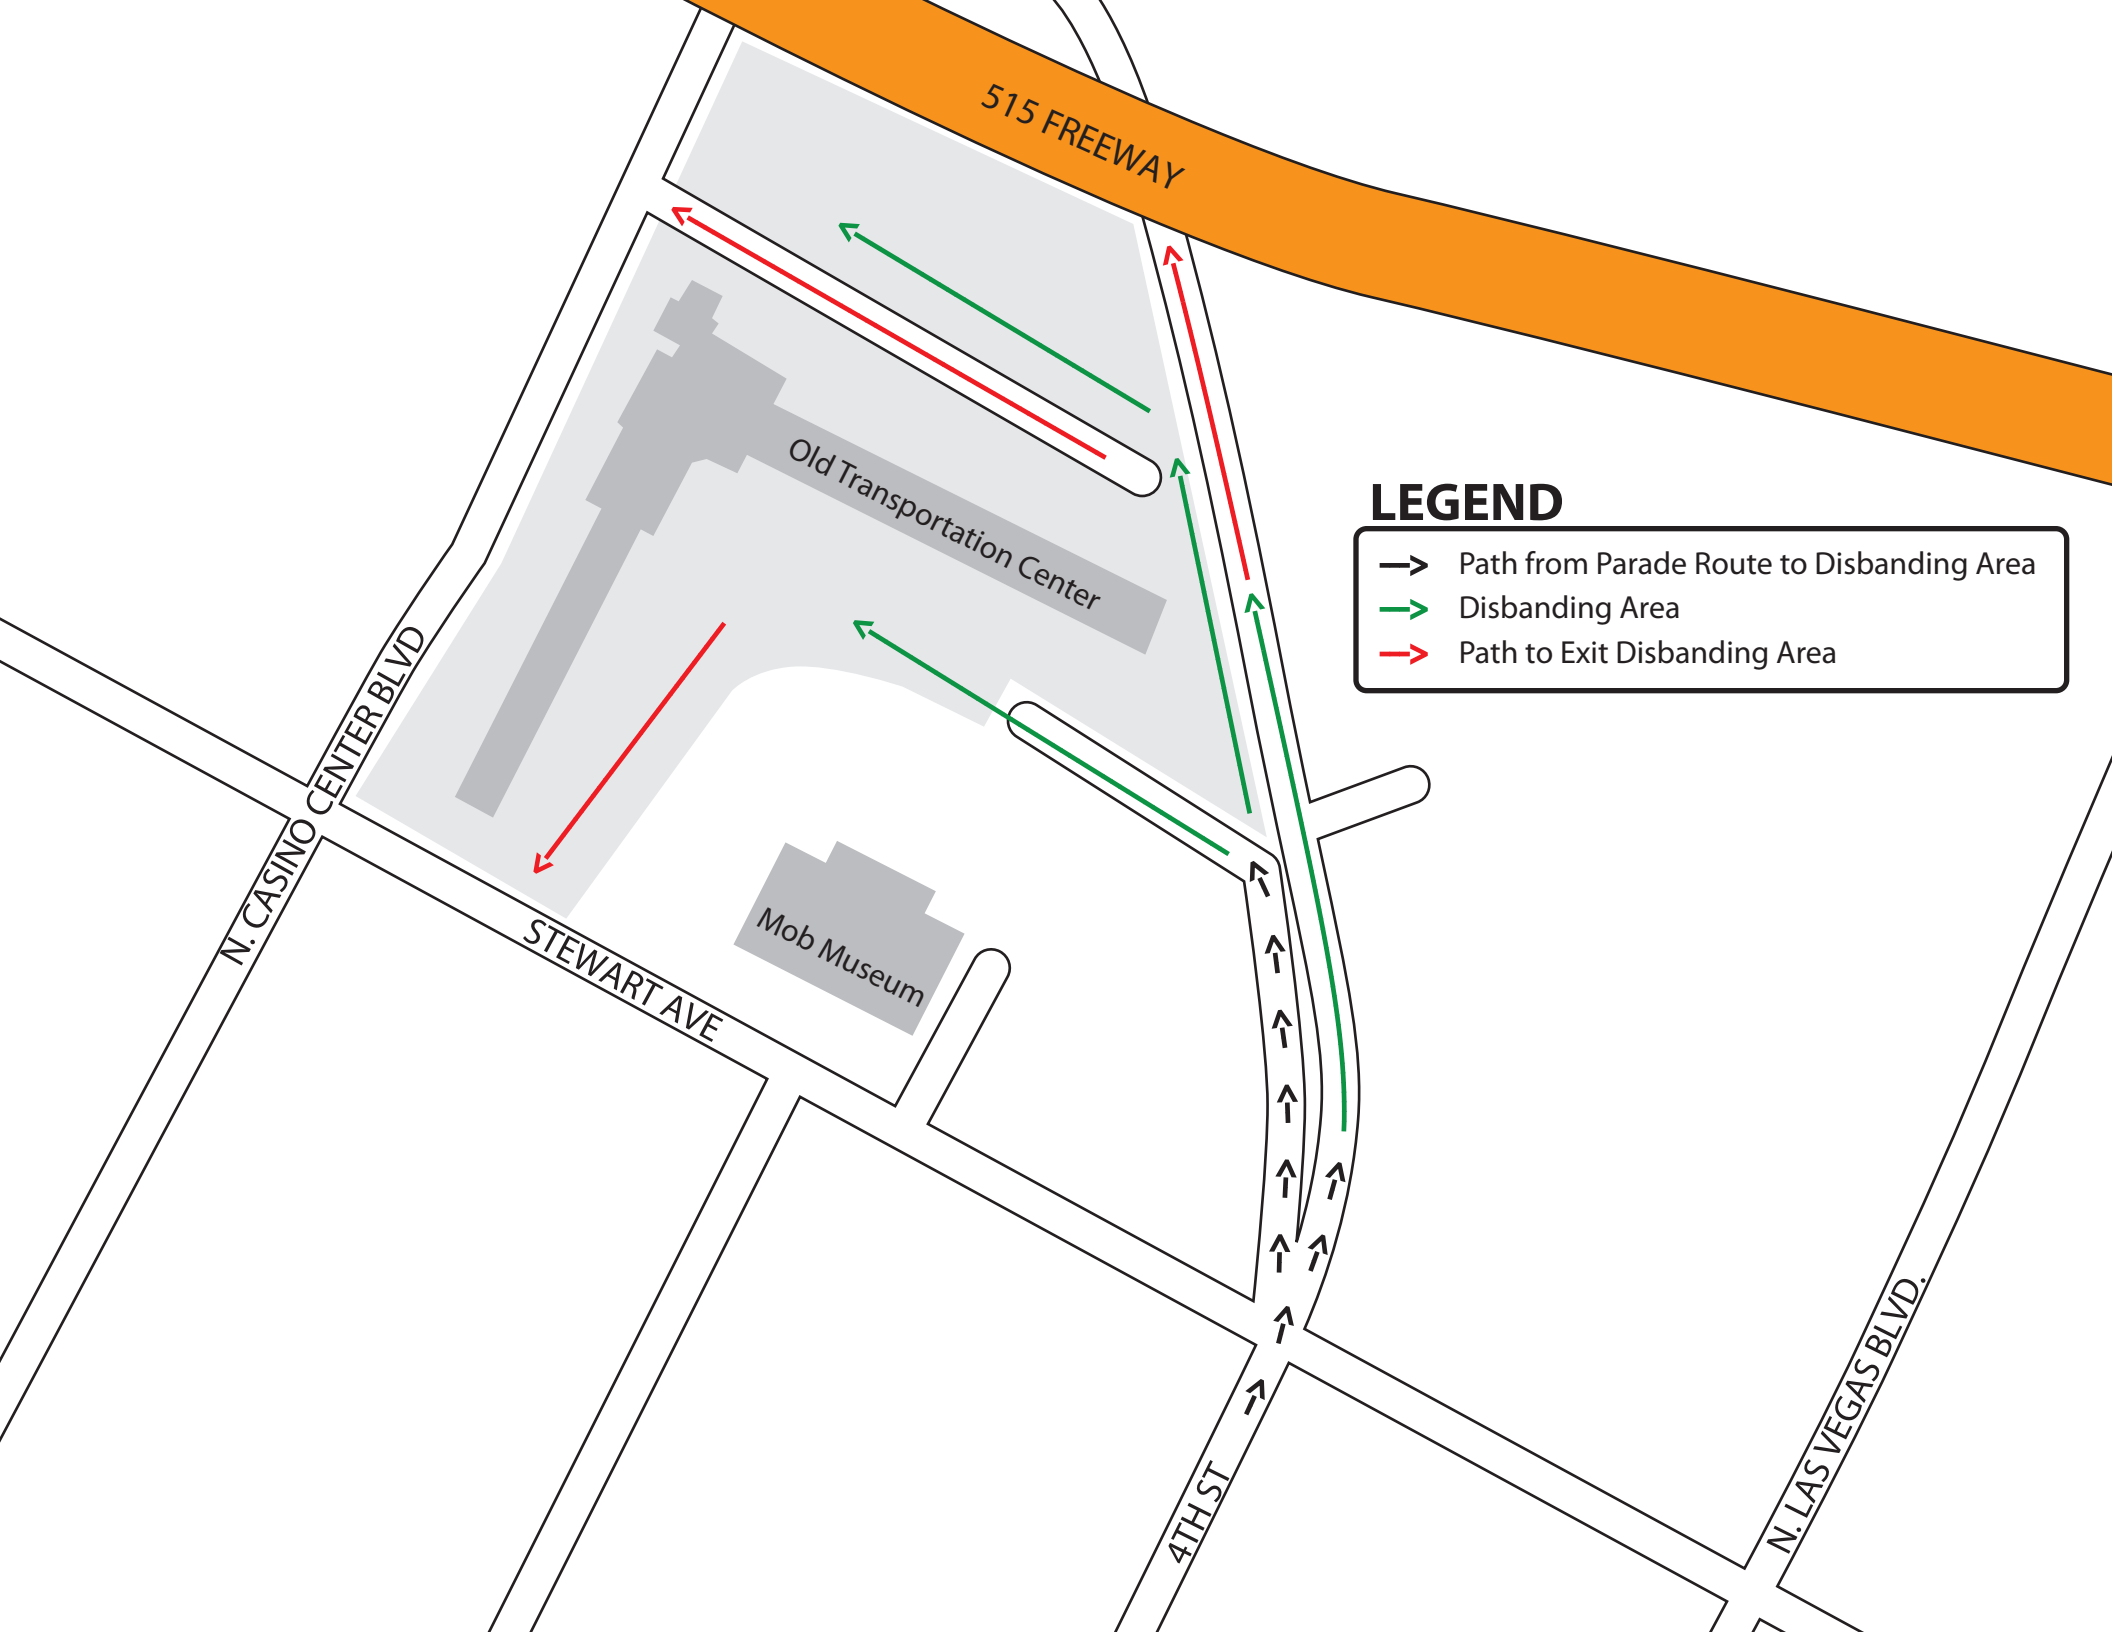 515 FREEWAY
Old Transportation Center
LEGEND
Path from Parade Route to Disbanding Area
Disbanding Area
Path to Exit Disbanding Area
N. CASINO CENTER BLVD
Mob Museum
STEWART AVE
4TH ST
N. LAS VEGAS BLVD.